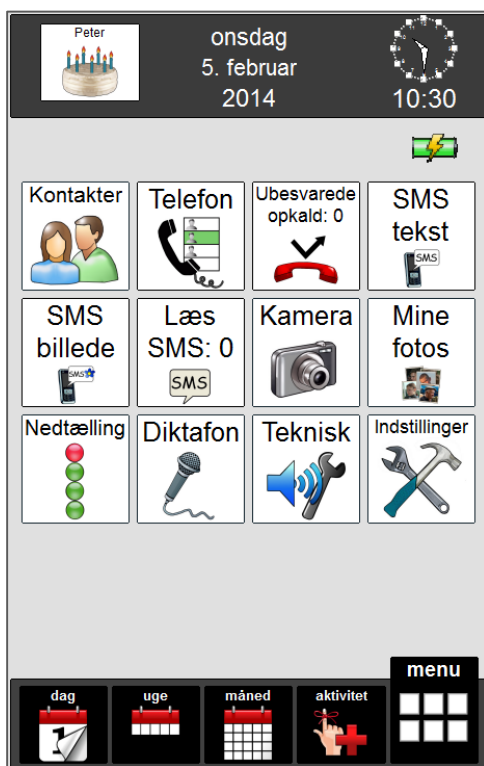 Peter
onsdag
5. februar
2014
10:30
Kontakter
Telefon
Ubesvarede
opkald: 0
SMS
tekst
SMS
SMS
billede
SMS
Læs
SMS: 0
SMS
Kamera
Mine
fotos
Nedtælling
Diktafon
Teknisk
Indstillinger
dag
1
uge
måned
aktivitet
menu